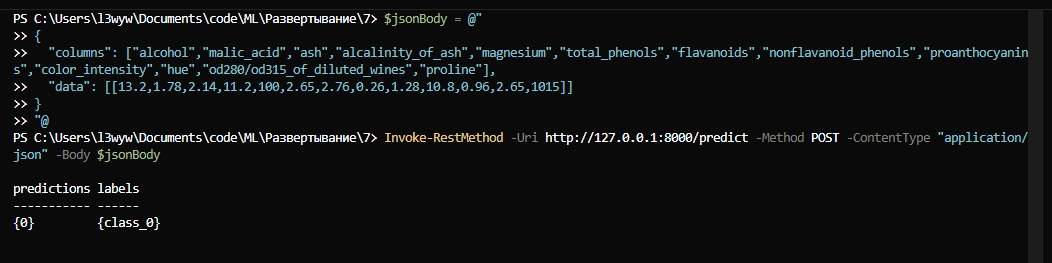 PS C:\Users\l3wyw\Documents\code\ML\Развертывание\7> $jsonBody = @"
>> {
>>   "columns": ["alcohol","malic_acid","ash","alcalinity_of_ash","magnesium","total_phenols","flavanoids","nonflavanoid_phenols","proanthocyanin
s","color_intensity","hue","od280/od315_of_diluted_wines","proline"],
>>   "data": [[13.2,1.78,2.14,11.2,100,2.65,2.76,0.26,1.28,10.8,0.96,2.65,1015]]
>> }
>> "@
PS C:\Users\l3wyw\Documents\code\ML\Развертывание\7> Invoke-RestMethod -Uri http://127.0.0.1:8000/predict -Method POST -ContentType "application/
json" -Body $jsonBody
predictions labels
----------- ------
{0}         {class_0}